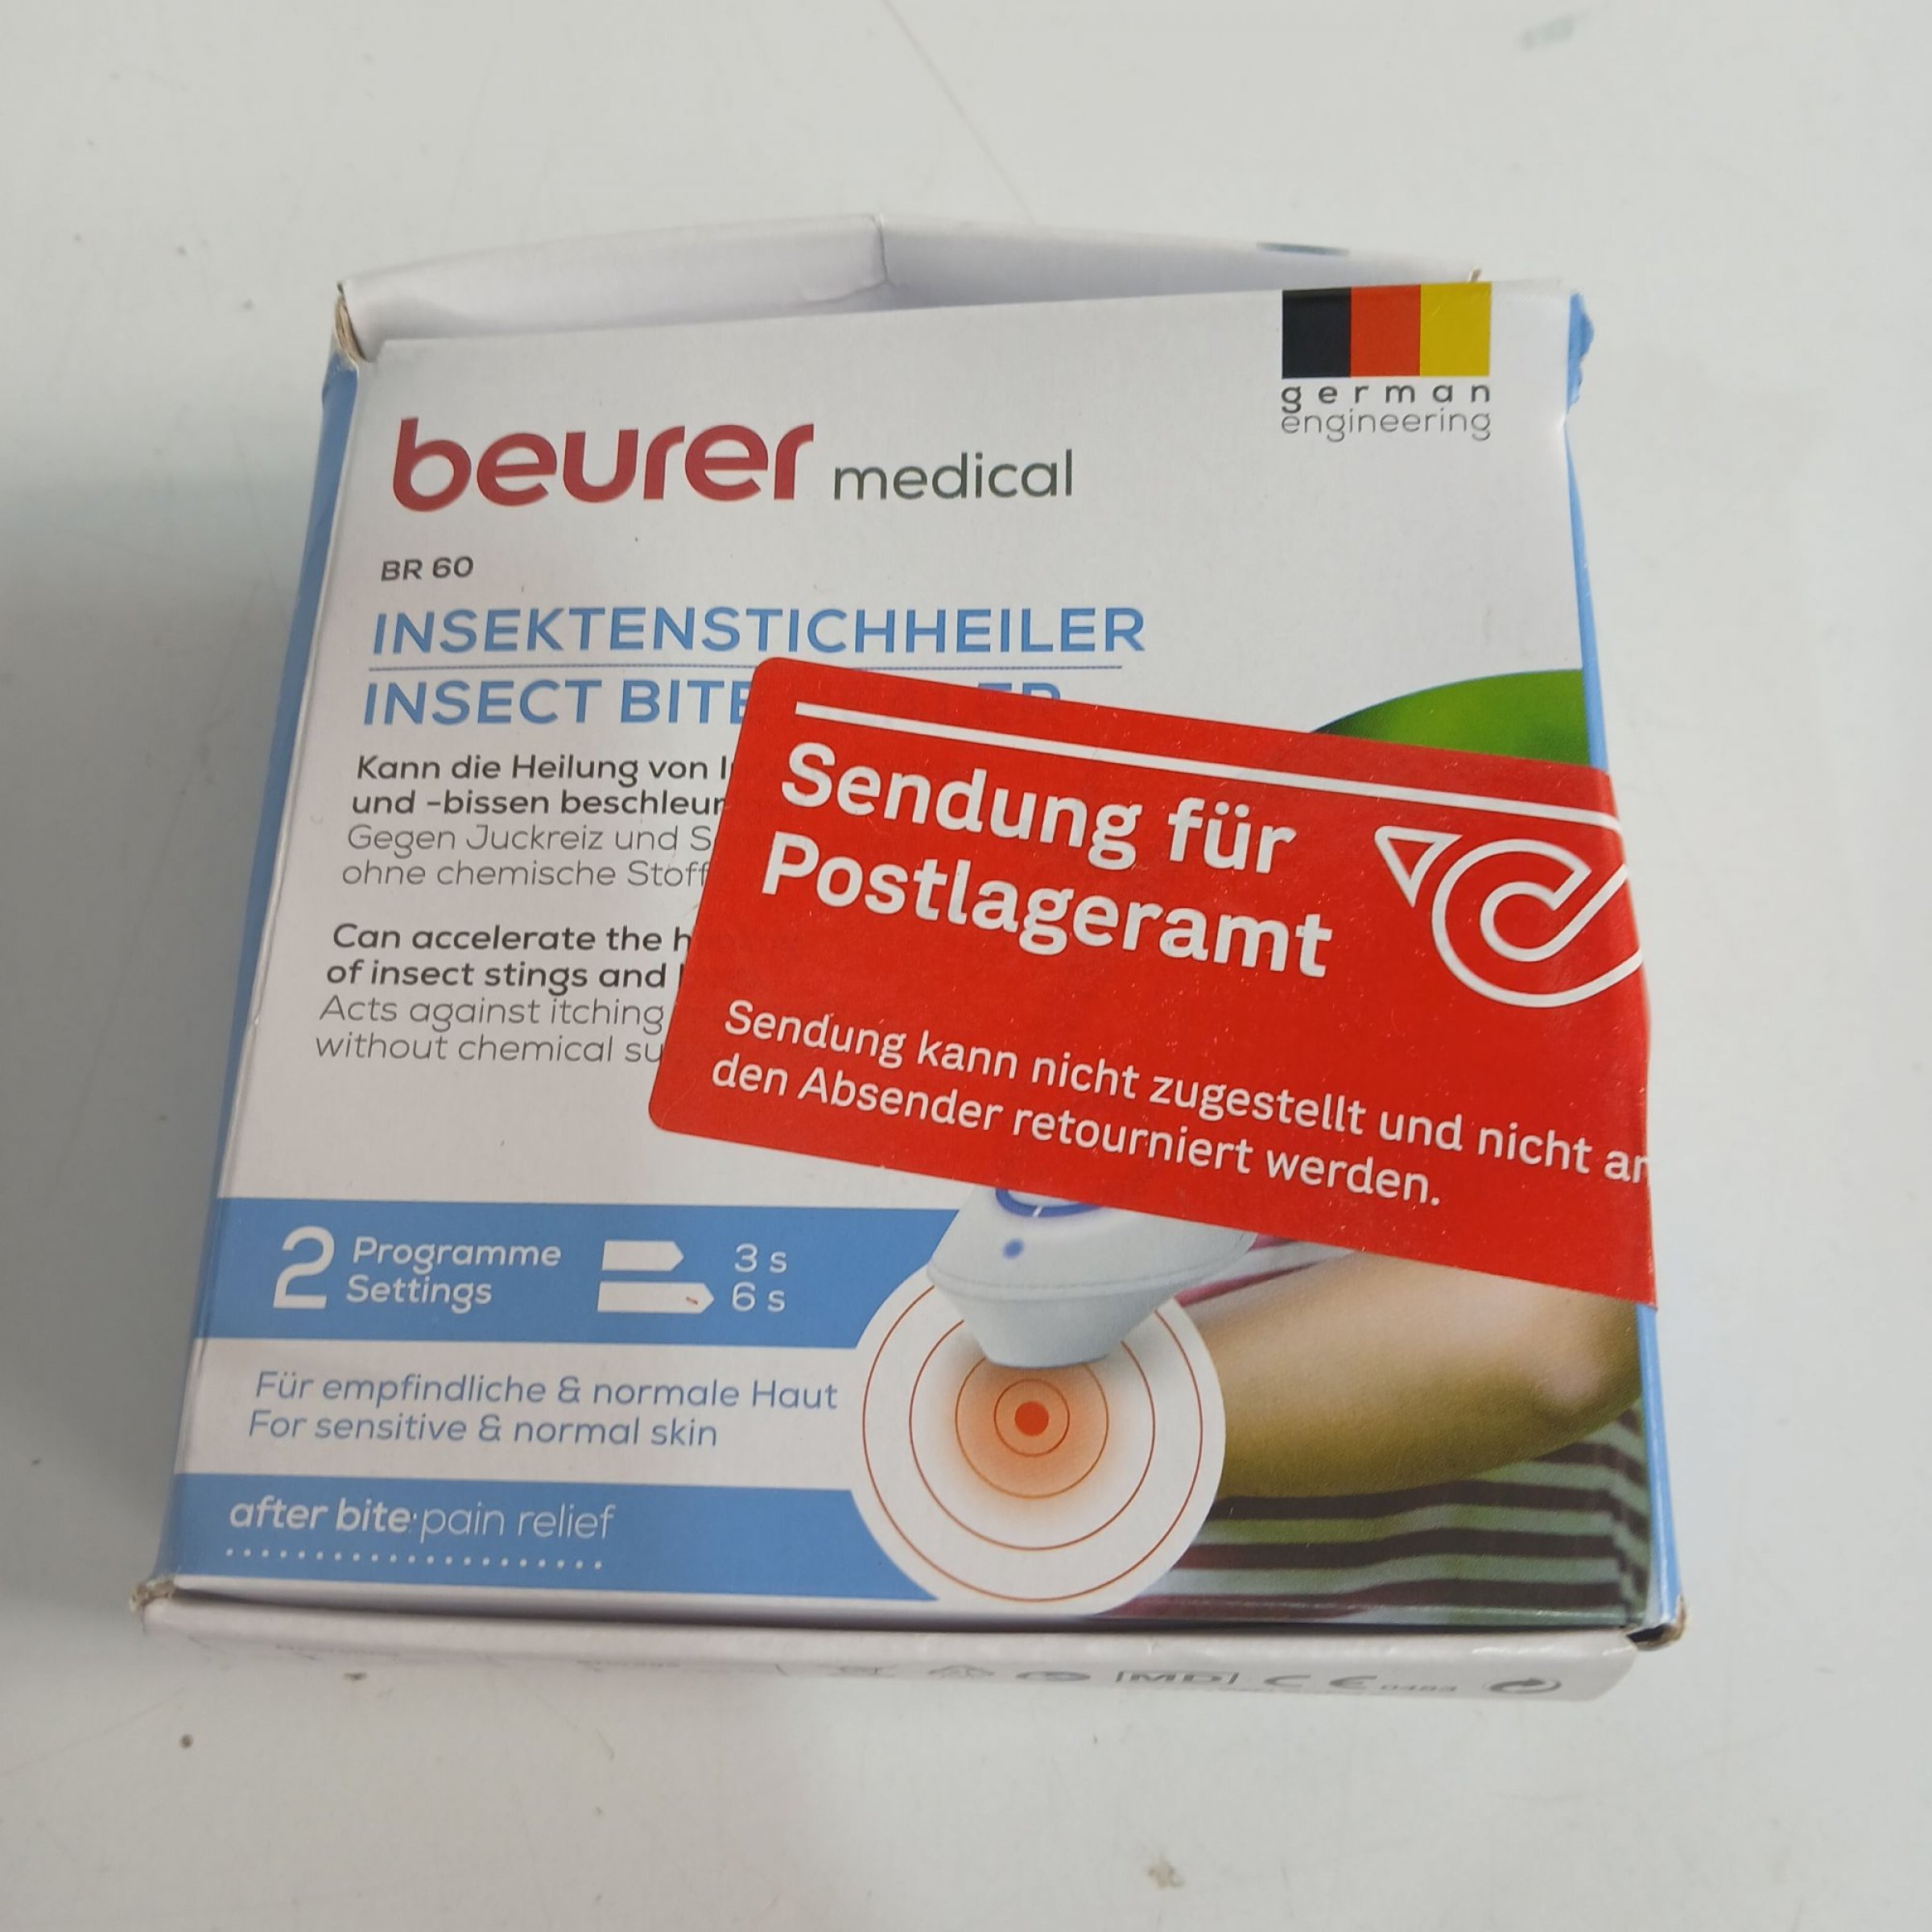 german
engineering
beurer medical
BR 60
INSEKTENSTICHHEILER
INSECT BITE
Kann die Heilung von
und -bissen
Gegen Juckreiz und
ohne chemische
Can accelerate the
of insect stings and
Acts against itching
without chemical
Sendung für
Postlageramt
Sendung kann nicht zugestellt und nicht an
den Absender retourniert werden.
2 Programme 3 s
Settings 6 s
Für empfindliche & normale Haut
For sensitive & normal skin
after bite pain relief
MD CE 0483